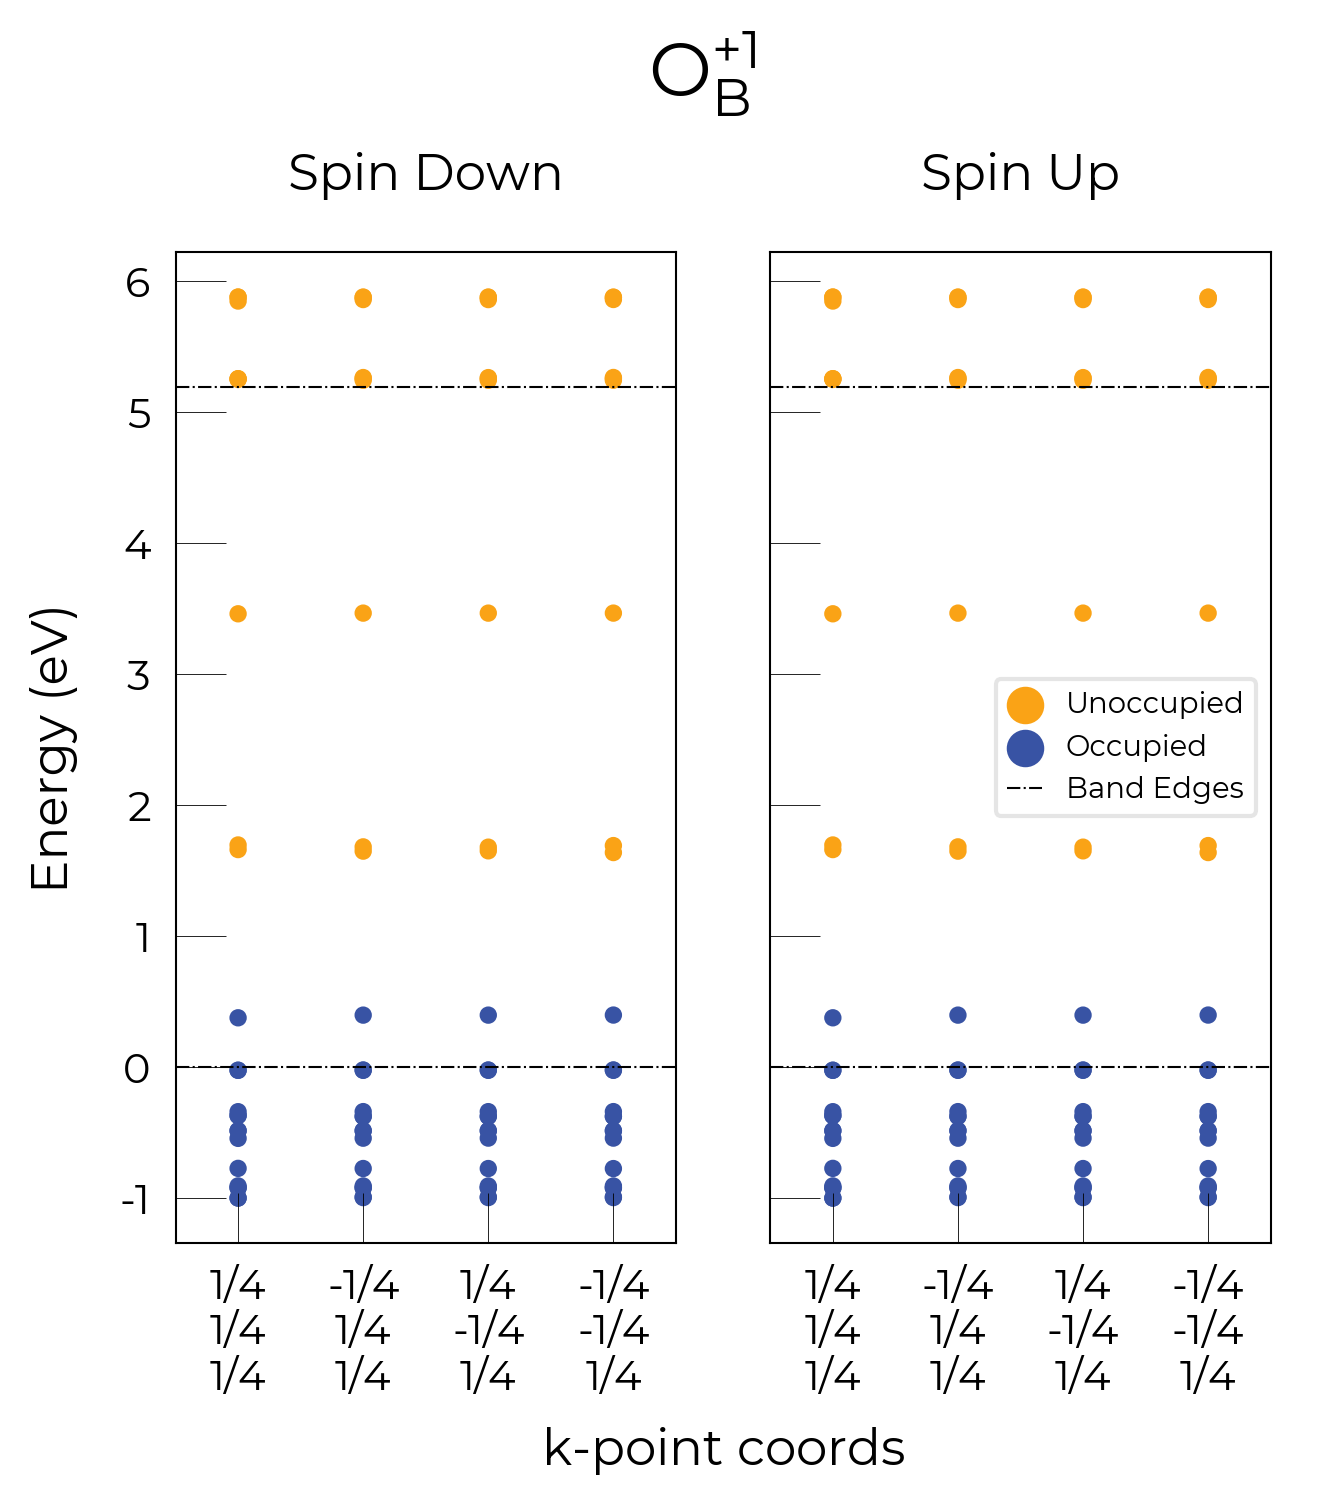 O+1B
Spin Down Spin Up
6
5
4
3
2
1
0
-1
Energy (eV)
Unoccupied
Occupied
Band Edges
1/4 -1/4 1/4 -1/4 1/4 -1/4 1/4 -1/4
1/4 1/4 -1/4 -1/4 1/4 1/4 -1/4 -1/4
1/4 1/4 1/4 1/4 1/4 1/4 1/4 1/4
k-point coords